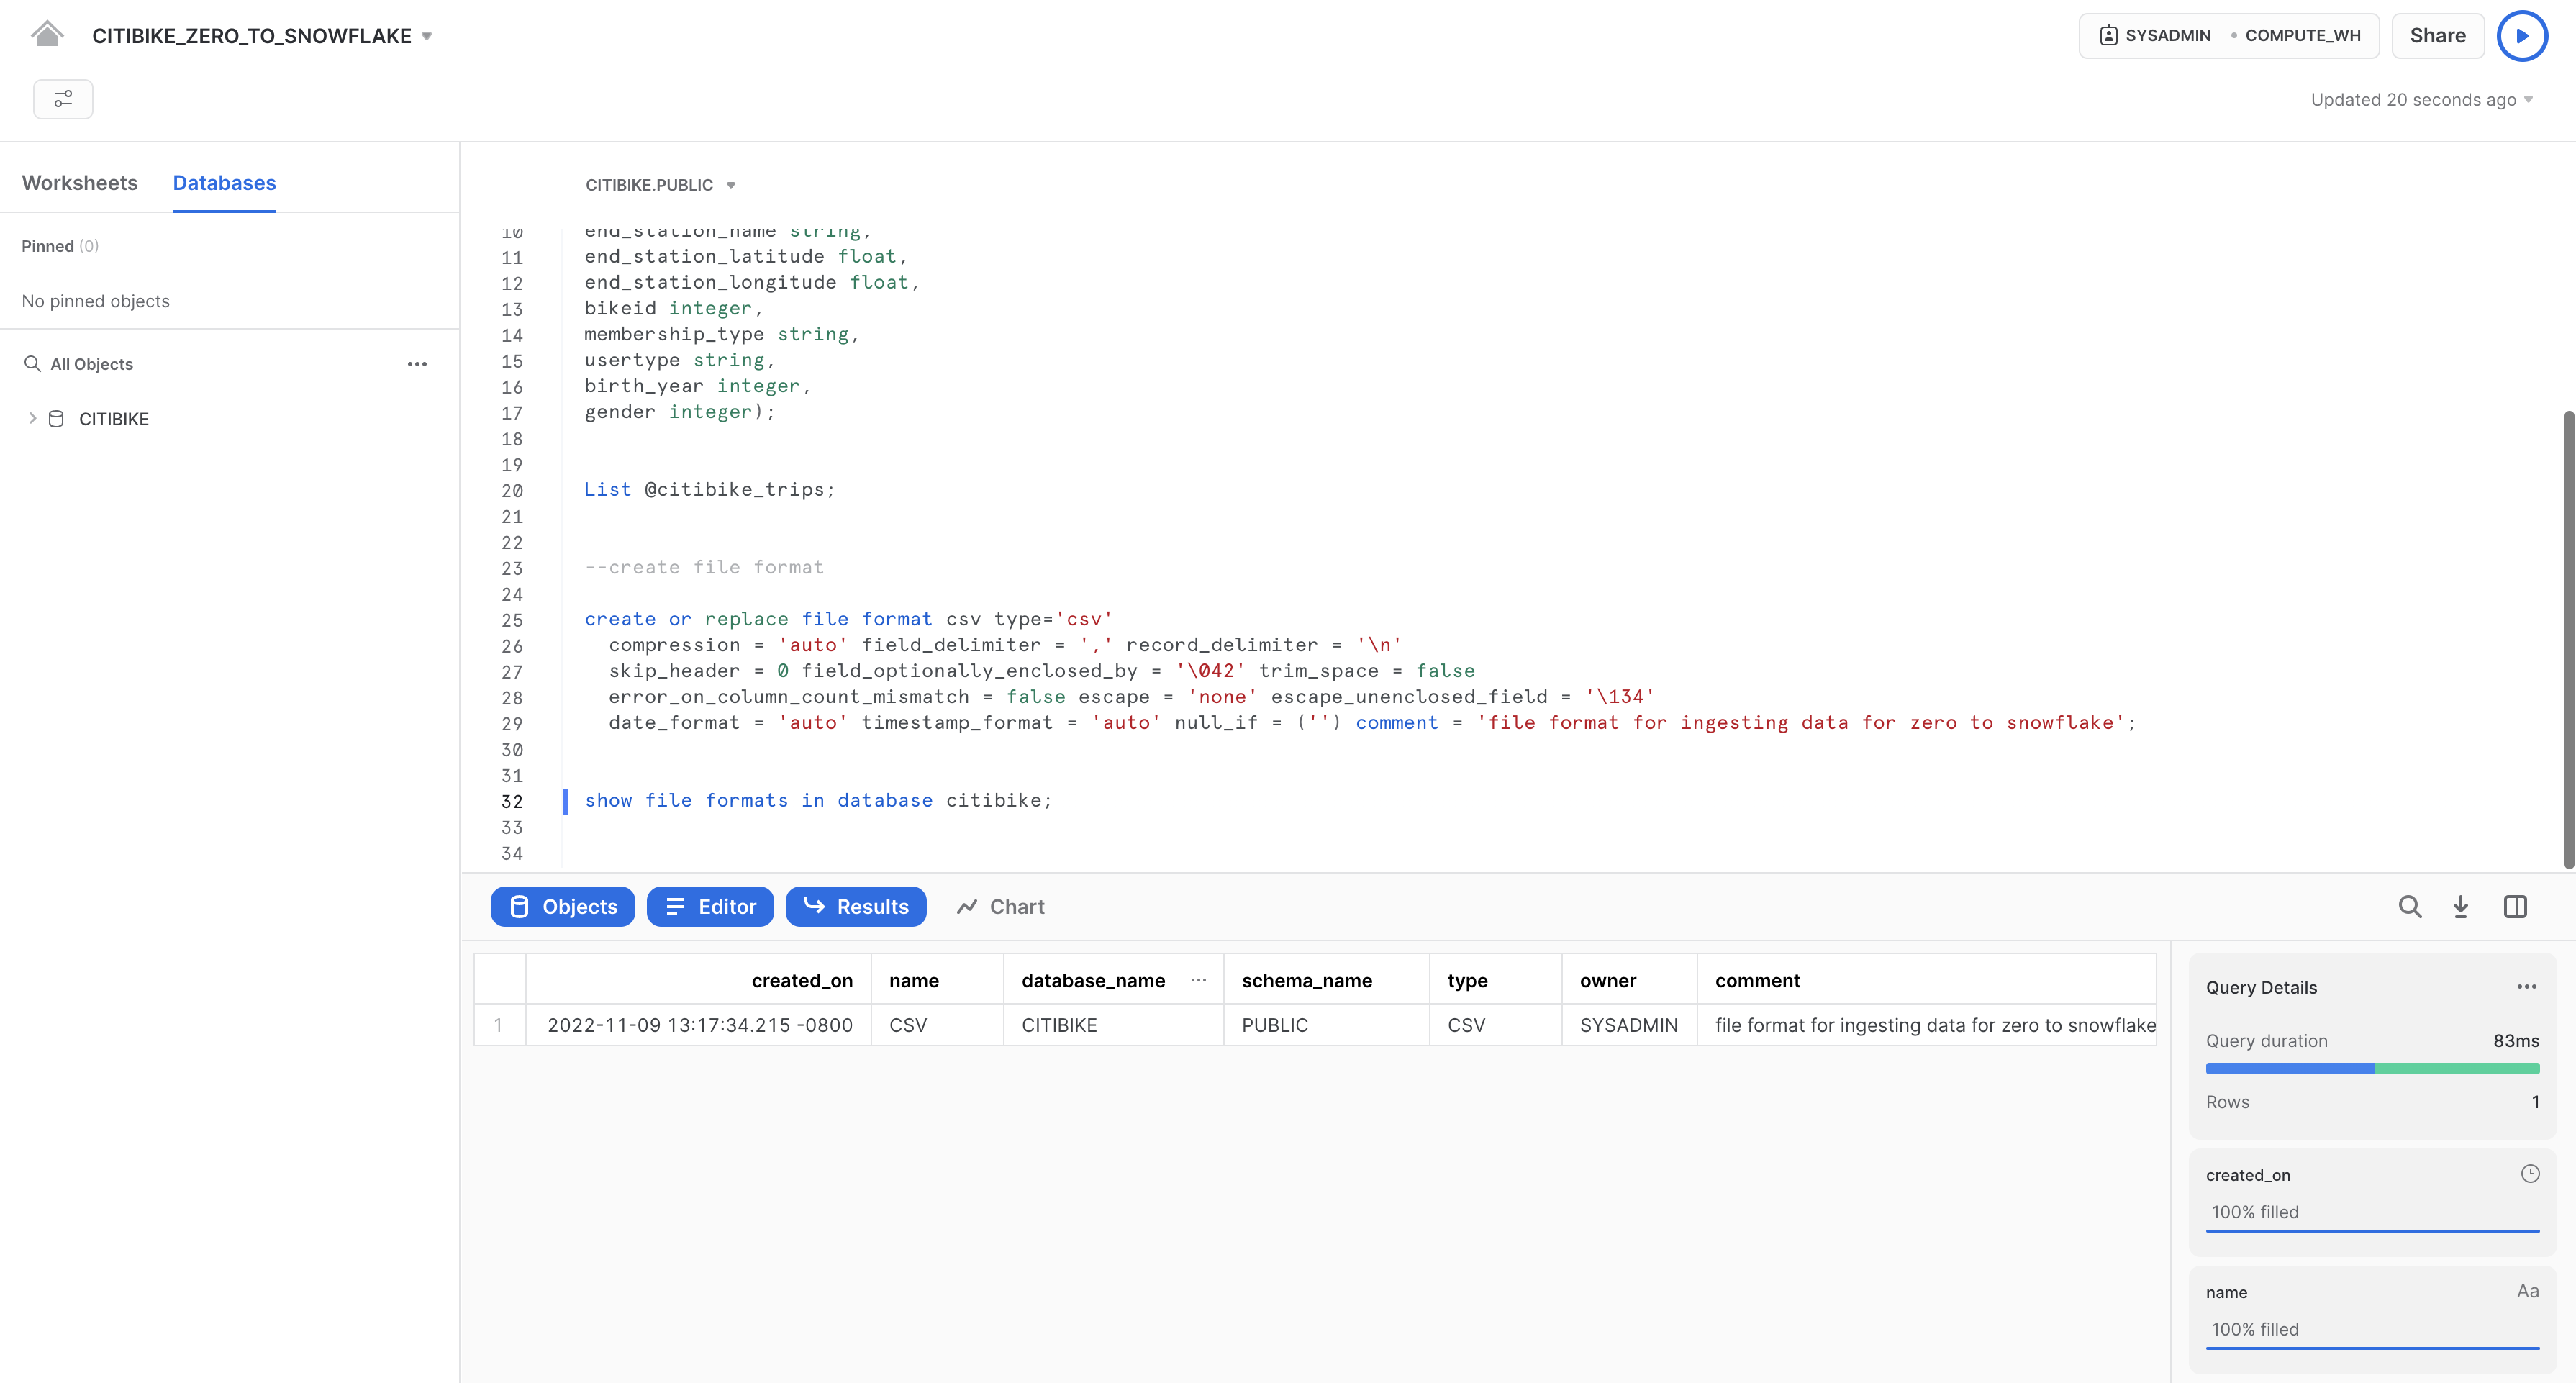 CITIBIKE_ZERO_TO_SNOWFLAKE
SYSADMIN • COMPUTE_WH
Share
Updated 20 seconds ago
Worksheets Databases
Pinned (0)
No pinned objects
All Objects
CITIBIKE
CITIBIKE.PUBLIC
10 end_station_name string,
11 end_station_latitude float,
12 end_station_longitude float,
13 bikeid integer,
14 membership_type string,
15 usertype string,
16 birth_year integer,
17 gender integer);
18
19
20 List @citibike_trips;
21
22
23 --create file format
24
25 create or replace file format csv type='csv'
26 compression = 'auto' field_delimiter = ',' record_delimiter = '\n'
27 skip_header = 0 field_optionally_enclosed_by = '\042' trim_space = false
28 error_on_column_count_mismatch = false escape = 'none' escape_unenclosed_field = '\134'
29 date_format = 'auto' timestamp_format = 'auto' null_if = ('') comment = 'file format for ingesting data for zero to snowflake';
30
31
32 show file formats in database citibike;
33
34
Objects Editor Results Chart
created_on name database_name ... schema_name type owner comment
1 2022-11-09 13:17:34.215 -0800 CSV CITIBIKE PUBLIC CSV SYSADMIN file format for ingesting data for zero to snowflake
Query Details
Query duration 83ms
Rows 1
created_on
100% filled
name Aa
100% filled